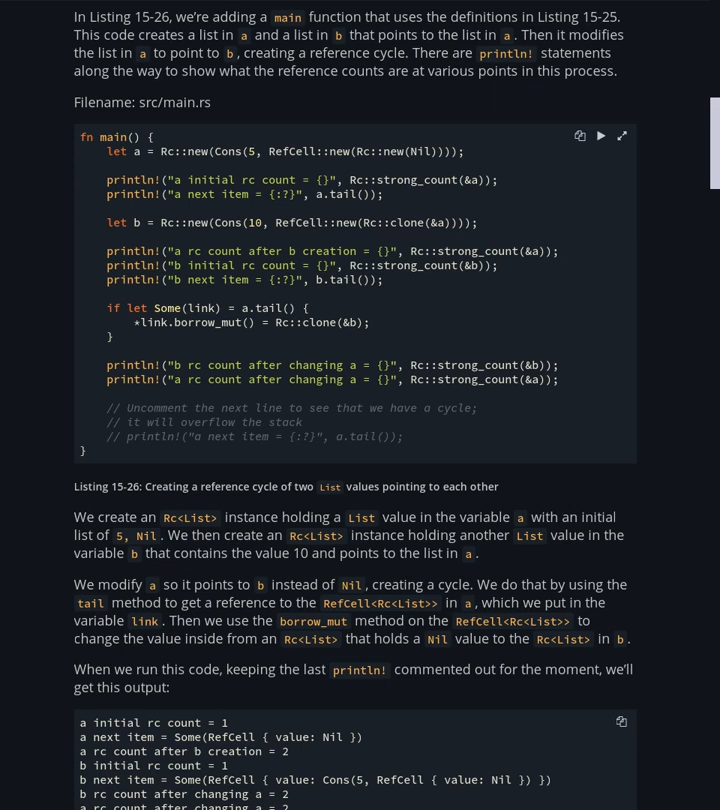 In Listing 15-26, we're adding a main function that uses the definitions in Listing 15-25.
This code creates a list in a and a list in b that points to the list in a. Then it modifies
the list in a to point to b, creating a reference cycle. There are println! statements
along the way to show what the reference counts are at various points in this process.
Filename: src/main.rs
fn main() {
    let a = Rc::new(Cons(5, RefCell::new(Rc::new(Nil))));
    println!("a initial rc count = {}", Rc::strong_count(&a));
    println!("a next item = {:?}", a.tail());
    let b = Rc::new(Cons(10, RefCell::new(Rc::clone(&a))));
    println!("a rc count after b creation = {}", Rc::strong_count(&a));
    println!("b initial rc count = {}", Rc::strong_count(&b));
    println!("b next item = {:?}", b.tail());
    if let Some(link) = a.tail() {
        *link.borrow_mut() = Rc::clone(&b);
    }
    println!("b rc count after changing a = {}", Rc::strong_count(&b));
    println!("a rc count after changing a = {}", Rc::strong_count(&a));
    // Uncomment the next line to see that we have a cycle;
    // it will overflow the stack
    // println!("a next item = {:?}", a.tail());
}
Listing 15-26: Creating a reference cycle of two List values pointing to each other
We create an Rc<List> instance holding a List value in the variable a with an initial
list of 5, Nil. We then create an Rc<List> instance holding another List value in the
variable b that contains the value 10 and points to the list in a.
We modify a so it points to b instead of Nil, creating a cycle. We do that by using the
tail method to get a reference to the RefCell<Rc<List>> in a, which we put in the
variable link. Then we use the borrow_mut method on the RefCell<Rc<List>> to
change the value inside from an Rc<List> that holds a Nil value to the Rc<List> in b.
When we run this code, keeping the last println! commented out for the moment, we'll
get this output:
a initial rc count = 1
a next item = Some(RefCell { value: Nil })
a rc count after b creation = 2
b initial rc count = 1
b next item = Some(RefCell { value: Cons(5, RefCell { value: Nil }) })
b rc count after changing a = 2
a rc count after changing a = 2